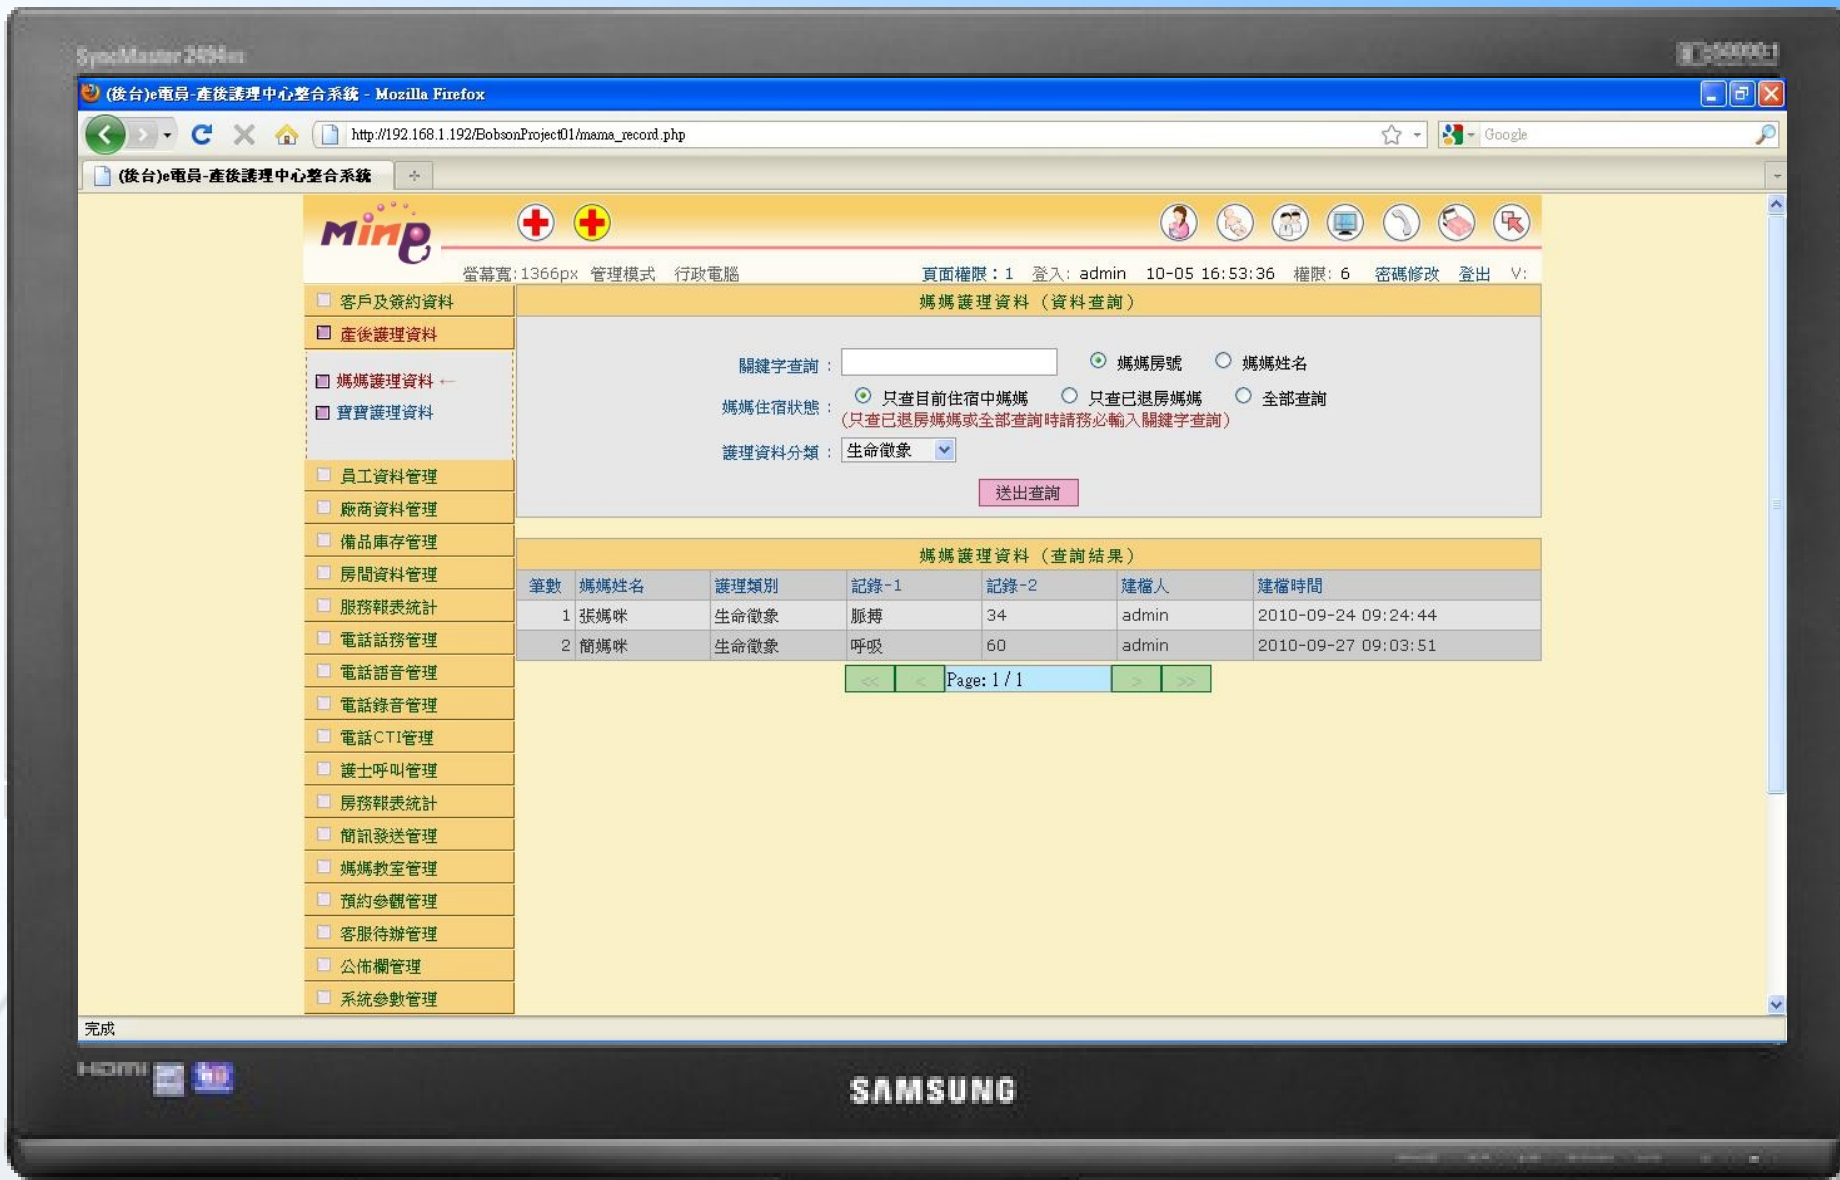 SyncMaster 2494
50000:1
(後台)e電員-產後護理中心整合系統 - Mozilla Firefox
http://192.168.1.192/BobsonProject01/mama_record.php
Google
(後台)e電員-產後護理中心整合系統
Minp
螢幕寬:1366px 管理模式 行政電腦 頁面權限：1 登入: admin 10-05 16:53:36 權限: 6 密碼修改 登出 V:
客戶及簽約資料
產後護理資料
媽媽護理資料 ←
寶寶護理資料
員工資料管理
廠商資料管理
備品庫存管理
房間資料管理
服務報表統計
電話話務管理
電話語音管理
電話錄音管理
電話CTI管理
護士呼叫管理
房務報表統計
簡訊發送管理
媽媽教室管理
預約參觀管理
客服待辦管理
公佈欄管理
系統參數管理
媽媽護理資料（資料查詢）
關鍵字查詢： 媽媽房號 媽媽姓名
媽媽住宿狀態： 只查目前住宿中媽媽 只查已退房媽媽 全部查詢
(只查已退房媽媽或全部查詢時請務必輸入關鍵字查詢)
護理資料分類： 生命徵象
送出查詢
媽媽護理資料（查詢結果）
筆數 媽媽姓名 護理類別 記錄-1 記錄-2 建檔人 建檔時間
1 張媽咪 生命徵象 脈搏 34 admin 2010-09-24 09:24:44
2 簡媽咪 生命徵象 呼吸 60 admin 2010-09-27 09:03:51
<< < Page: 1 / 1 > >>
完成
HDMI
SAMSUNG